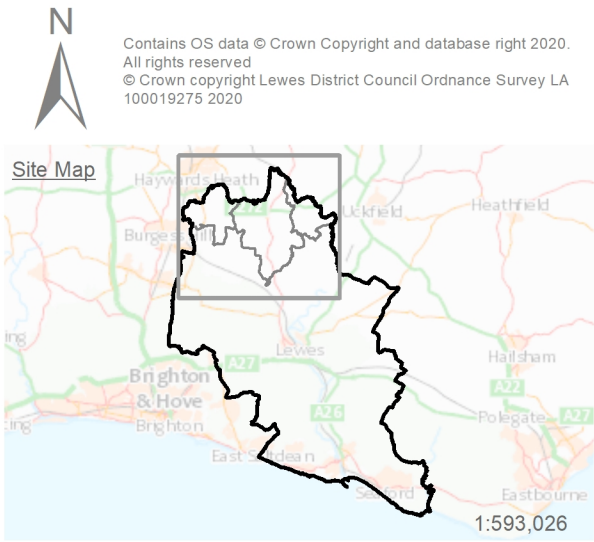 N
Contains OS data © Crown Copyright and database right 2020.
All rights reserved
© Crown copyright Lewes District Council Ordnance Survey LA
100019275 2020
Site Map
Haywards Heath
Uckfield
Heathfield
Burgess Hill
Lewes
Hailsham
A27
Brighton
& Hove
A22
A26
Polegate
A27
Brighton
East Saltdean
Seaford
Eastbourne
1:593,026